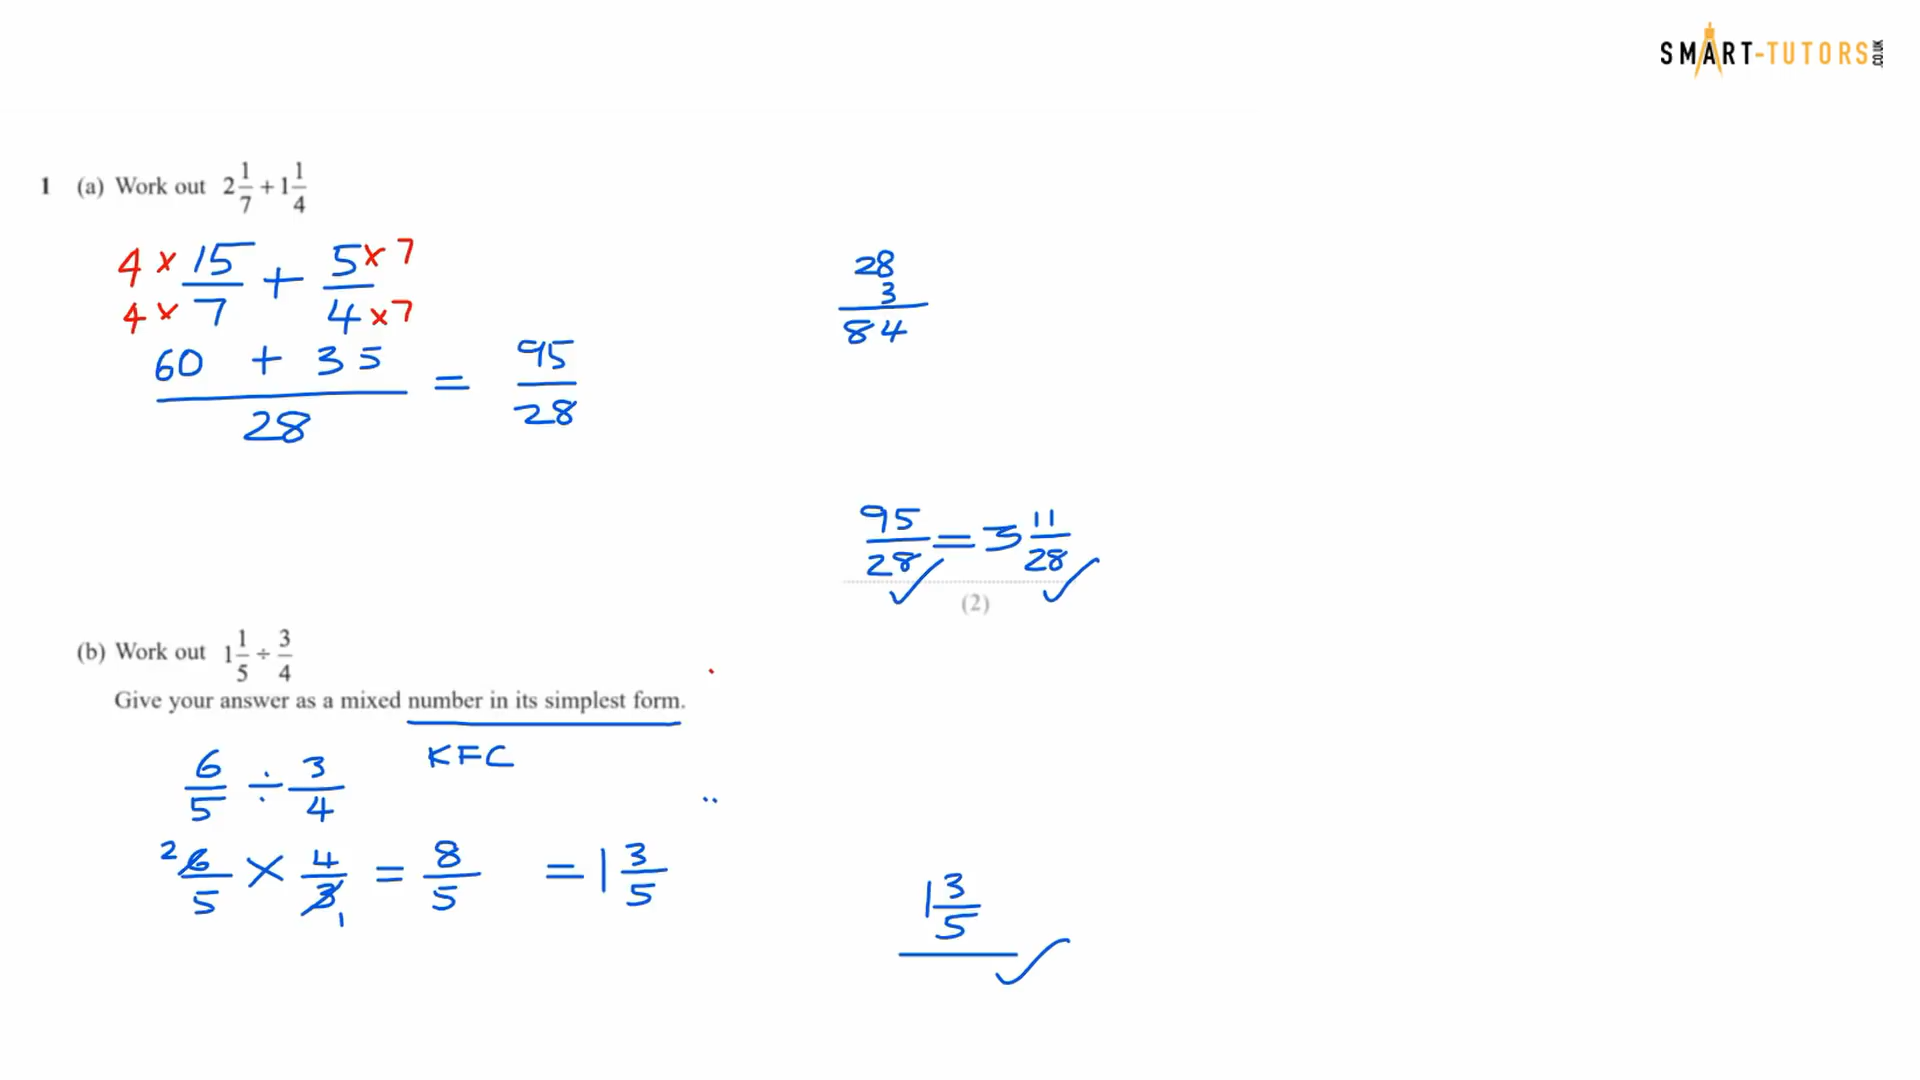 SMART-TUTORS.CO.UK
1 (a) Work out 2 1/7 + 1 1/4
4 × 15/7 + 5/4 × 7
4 × × 7
60 + 35 / 28 = 95/28
28
3
84
95/28 = 3 11/28 ✓ ✓
(2)
(b) Work out 1 1/5 ÷ 3/4
Give your answer as a mixed number in its simplest form.
KFC
6/5 ÷ 3/4
2 6/5 × 4/3 1 = 8/5 = 1 3/5
1 3/5 ✓